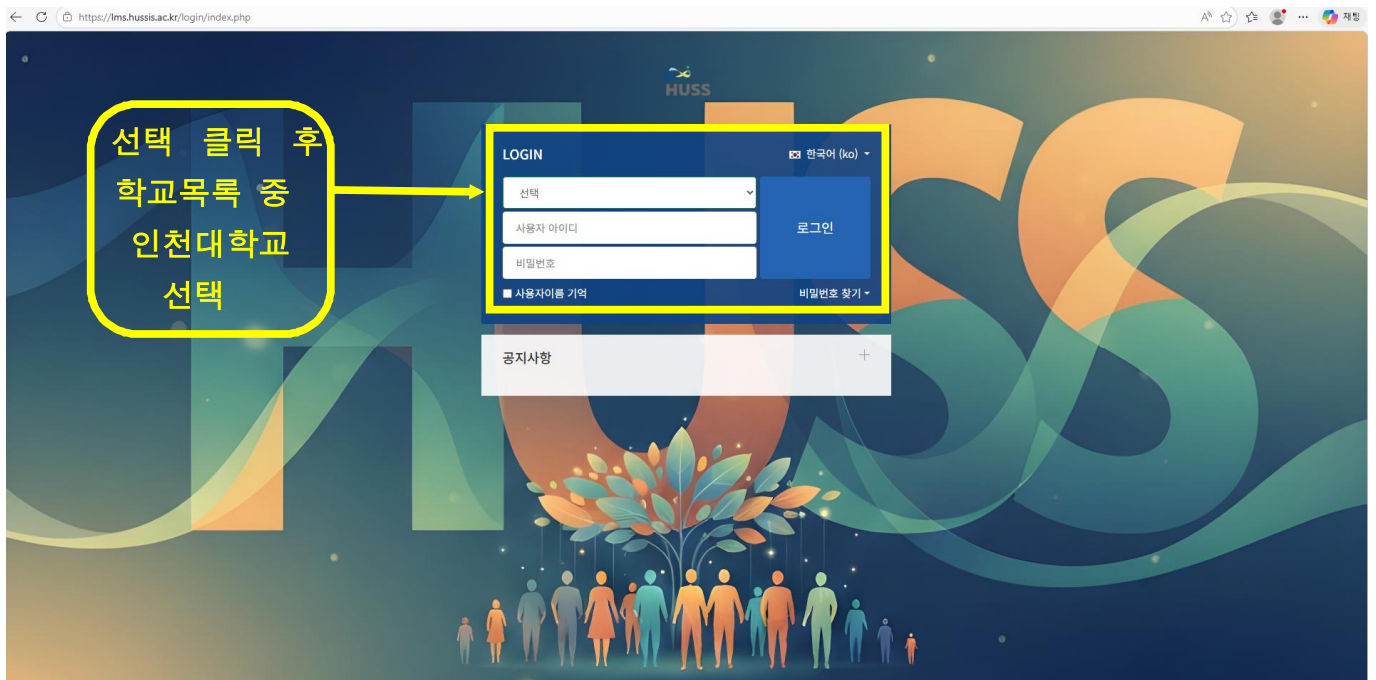 https://lms.hussis.ac.kr/login/index.php
재팅
HUSS
HUSS
선택 클릭 후
학교목록 중
인천대학교
선택
LOGIN
한국어 (ko)
선택
사용자 아이디
로그인
비밀번호
사용자이름 기억
비밀번호 찾기
공지사항